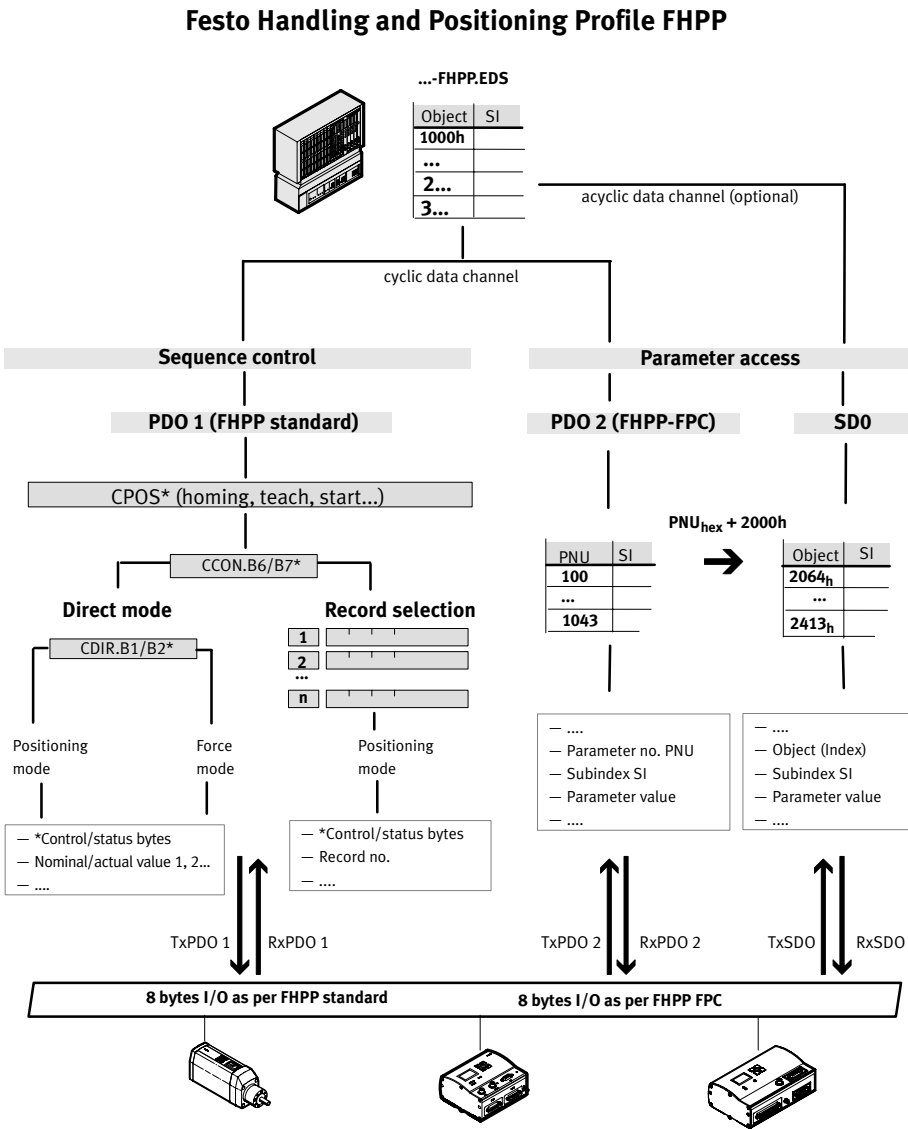 Festo Handling and Positioning Profile FHPP
...-FHPP.EDS
Object SI
1000h
...
2...
3...
acyclic data channel (optional)
cyclic data channel
Sequence control
Parameter access
PDO 1 (FHPP standard)
PDO 2 (FHPP-FPC)
SD0
CPOS* (homing, teach, start...)
PNUhex + 2000h
CCON.B6/B7*
PNU SI
100
...
1043
Object SI
2064h
...
2413h
Direct mode
Record selection
CDIR.B1/B2*
1
2
...
n
Positioning mode
Force mode
Positioning mode
— *Control/status bytes
— Nominal/actual value 1, 2...
— ....
— *Control/status bytes
— Record no.
— ....
— ....
— Parameter no. PNU
— Subindex SI
— Parameter value
— ....
— ....
— Object (Index)
— Subindex SI
— Parameter value
— ....
TxPDO 1 RxPDO 1
TxPDO 2 RxPDO 2
TxSDO RxSDO
8 bytes I/O as per FHPP standard
8 bytes I/O as per FHPP FPC